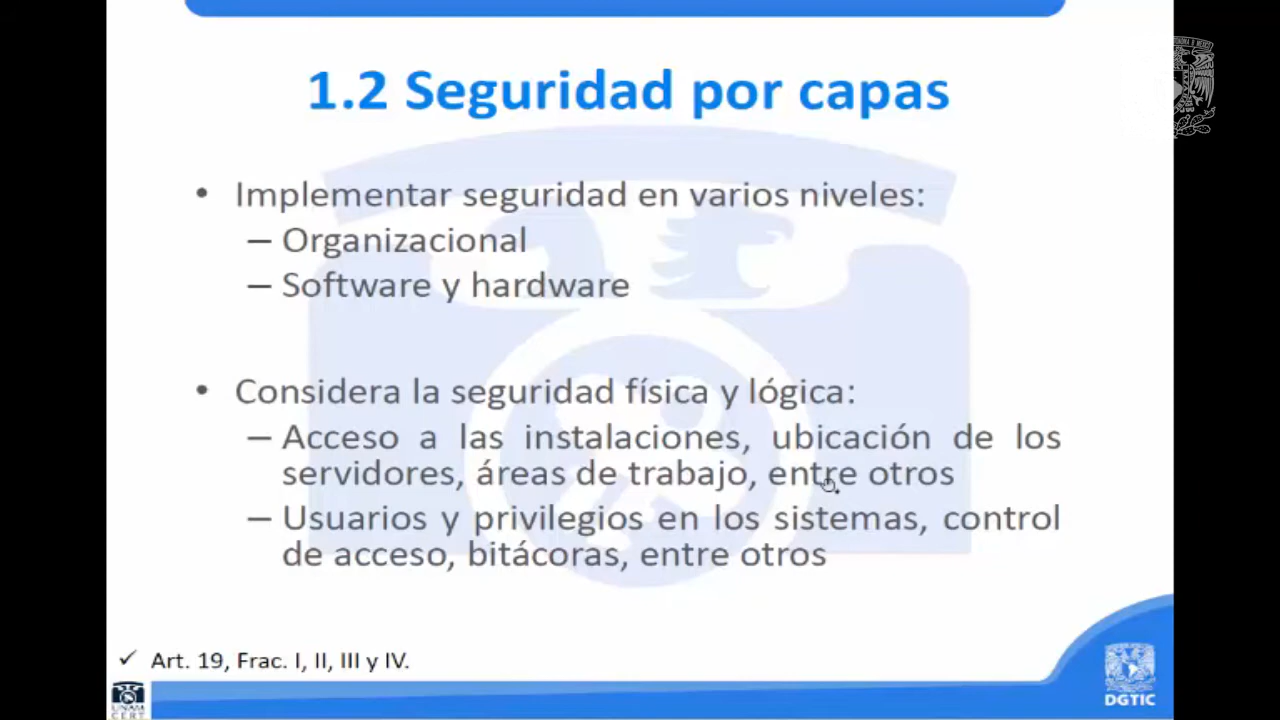 1.2 Seguridad por capas
• Implementar seguridad en varios niveles:
– Organizacional
– Software y hardware
• Considera la seguridad física y lógica:
– Acceso a las instalaciones, ubicación de los
servidores, áreas de trabajo, entre otros
– Usuarios y privilegios en los sistemas, control
de acceso, bitácoras, entre otros
✓ Art. 19, Frac. I, II, III y IV.
UNAM
CERT
DGTIC